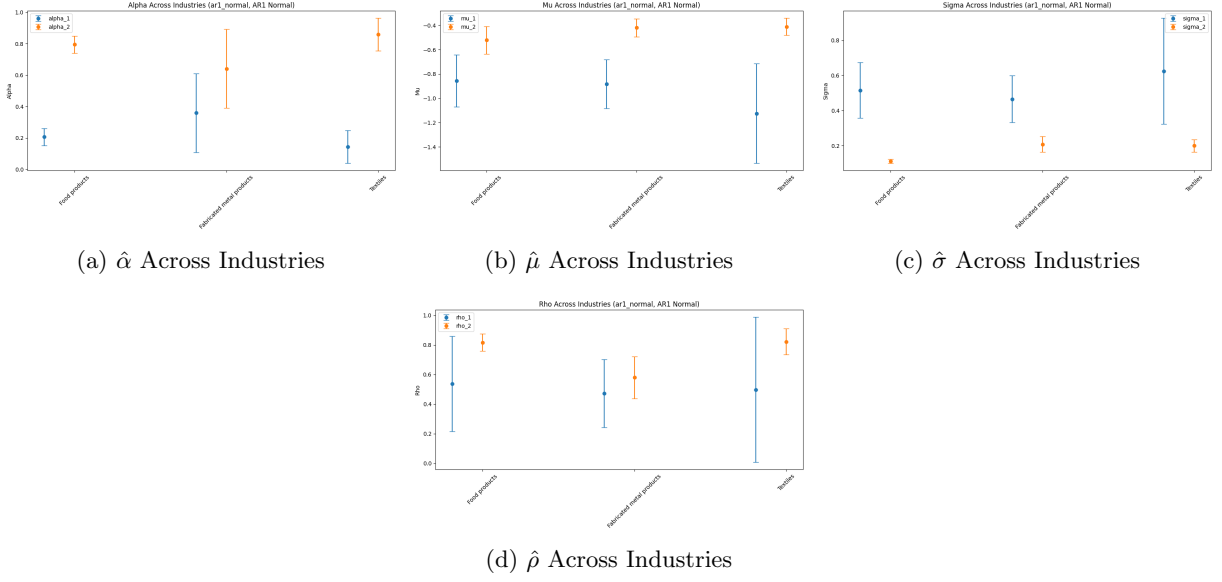 Alpha Across Industries (ar1_normal, AR1 Normal)
alpha_1
alpha_2
1.0
0.8
0.6
0.4
0.2
0.0
Alpha
Food products
Fabricated metal products
Textiles
(a) α̂ Across Industries
Mu Across Industries (ar1_normal, AR1 Normal)
mu_1
mu_2
−0.4
−0.6
−0.8
−1.0
−1.2
−1.4
Mu
Food products
Fabricated metal products
Textiles
(b) μ̂ Across Industries
Sigma Across Industries (ar1_normal, AR1 Normal)
sigma_1
sigma_2
0.8
0.6
0.4
0.2
Sigma
Food products
Fabricated metal products
Textiles
(c) σ̂ Across Industries
Rho Across Industries (ar1_normal, AR1 Normal)
rho_1
rho_2
1.0
0.8
0.6
0.4
0.2
0.0
Rho
Food products
Fabricated metal products
Textiles
(d) ρ̂ Across Industries